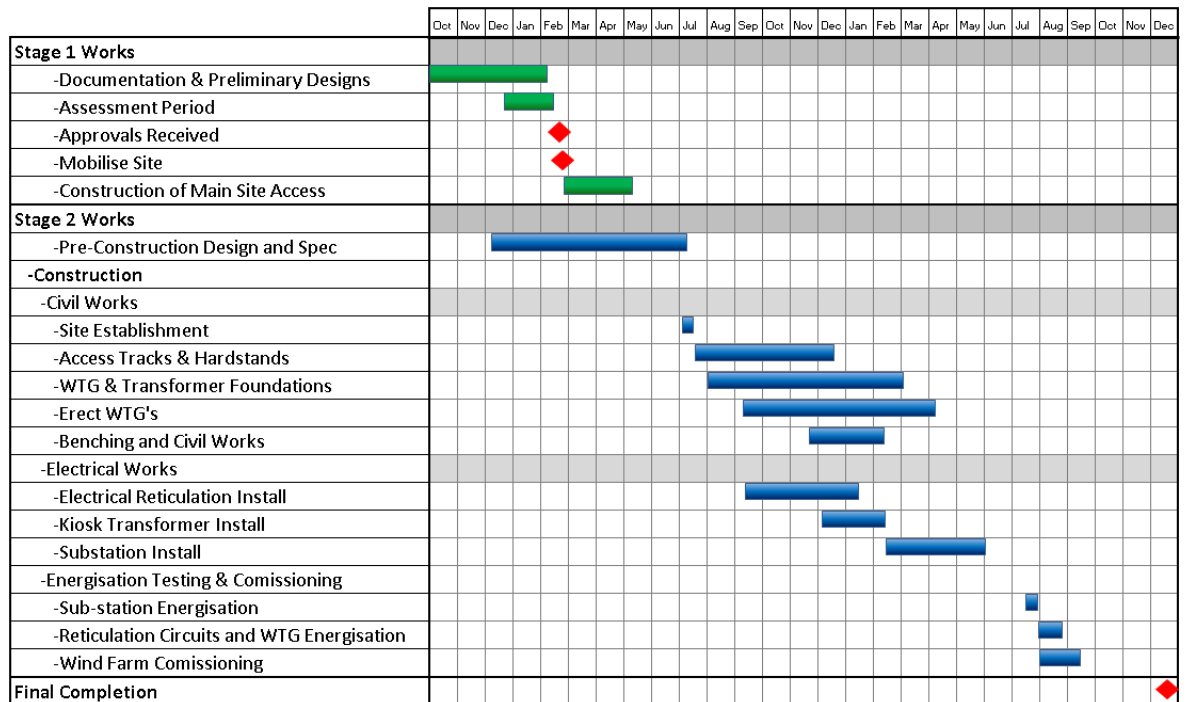 Oct Nov Dec Jan Feb Mar Apr May Jun Jul Aug Sep Oct Nov Dec Jan Feb Mar Apr May Jun Jul Aug Sep Oct Nov Dec
Stage 1 Works
-Documentation & Preliminary Designs
-Assessment Period
-Approvals Received
-Mobilise Site
-Construction of Main Site Access
Stage 2 Works
-Pre-Construction Design and Spec
-Construction
-Civil Works
-Site Establishment
-Access Tracks & Hardstands
-WTG & Transformer Foundations
-Erect WTG's
-Benching and Civil Works
-Electrical Works
-Electrical Reticulation Install
-Kiosk Transformer Install
-Substation Install
-Energisation Testing & Comissioning
-Sub-station Energisation
-Reticulation Circuits and WTG Energisation
-Wind Farm Comissioning
Final Completion